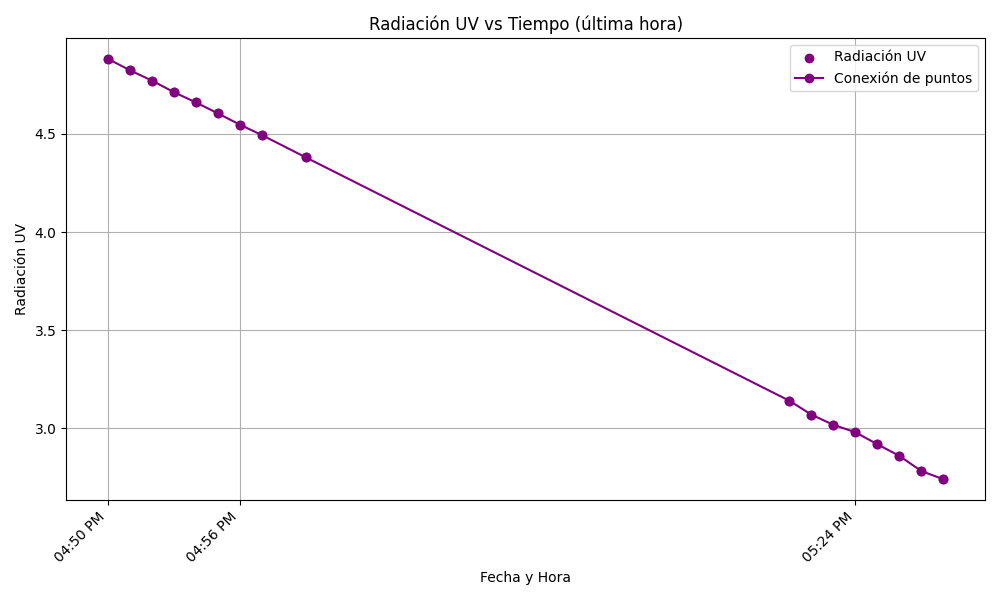 Radiación UV vs Tiempo (última hora)
Radiación UV
Conexión de puntos
Radiación UV
4.5
4.0
3.5
3.0
04:50 PM
04:56 PM
05:24 PM
Fecha y Hora